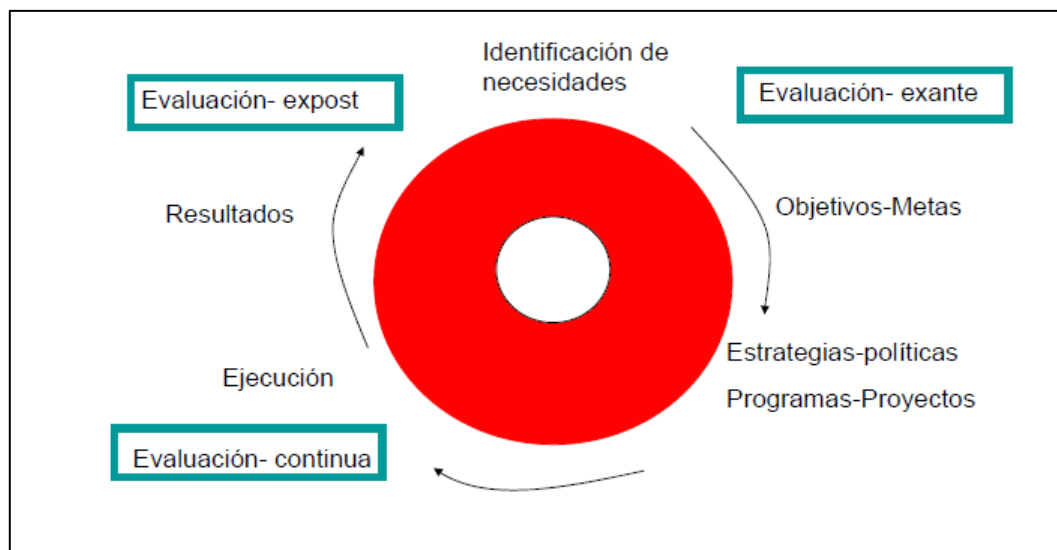 Identificación de
necesidades
Evaluación- exante
Objetivos-Metas
Estrategias-políticas
Programas-Proyectos
Evaluación- continua
Ejecución
Resultados
Evaluación- expost